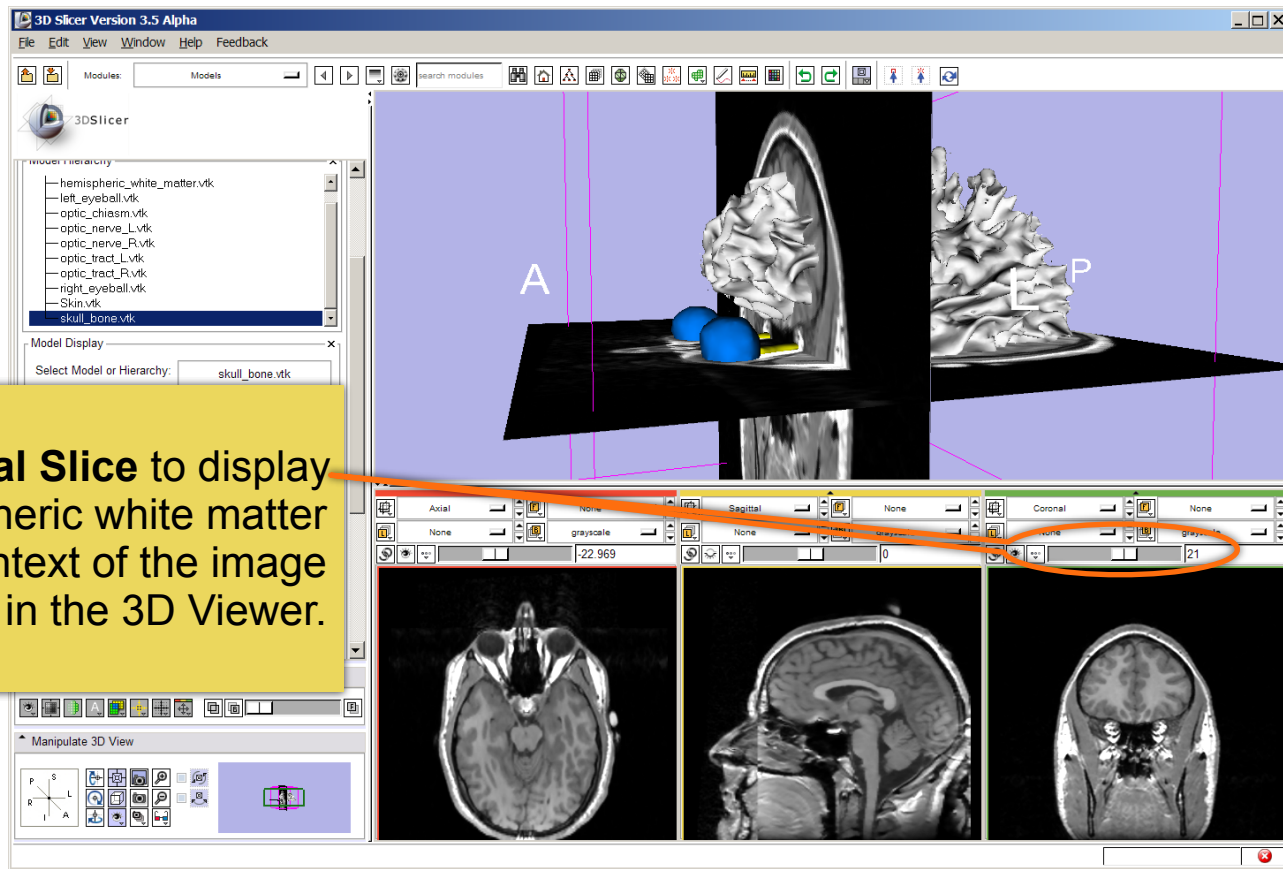 3D Slicer Version 3.5 Alpha
File Edit View Window Help Feedback
Modules: Models search modules
3DSlicer
Model Hierarchy
hemispheric_white_matter.vtk
left_eyeball.vtk
optic_chiasm.vtk
optic_nerve_L.vtk
optic_nerve_R.vtk
optic_tract_L.vtk
optic_tract_R.vtk
right_eyeball.vtk
Skin.vtk
skull_bone.vtk
Model Display
Select Model or Hierarchy: skull_bone.vtk
al Slice to display
heric white matter
ntext of the image
in the 3D Viewer.
Manipulate 3D View
P S
R L
I A
A
L P
Axial None
None grayscale
-22.969
Sagittal None
None grayscale
0
Coronal None
None grayscale
21